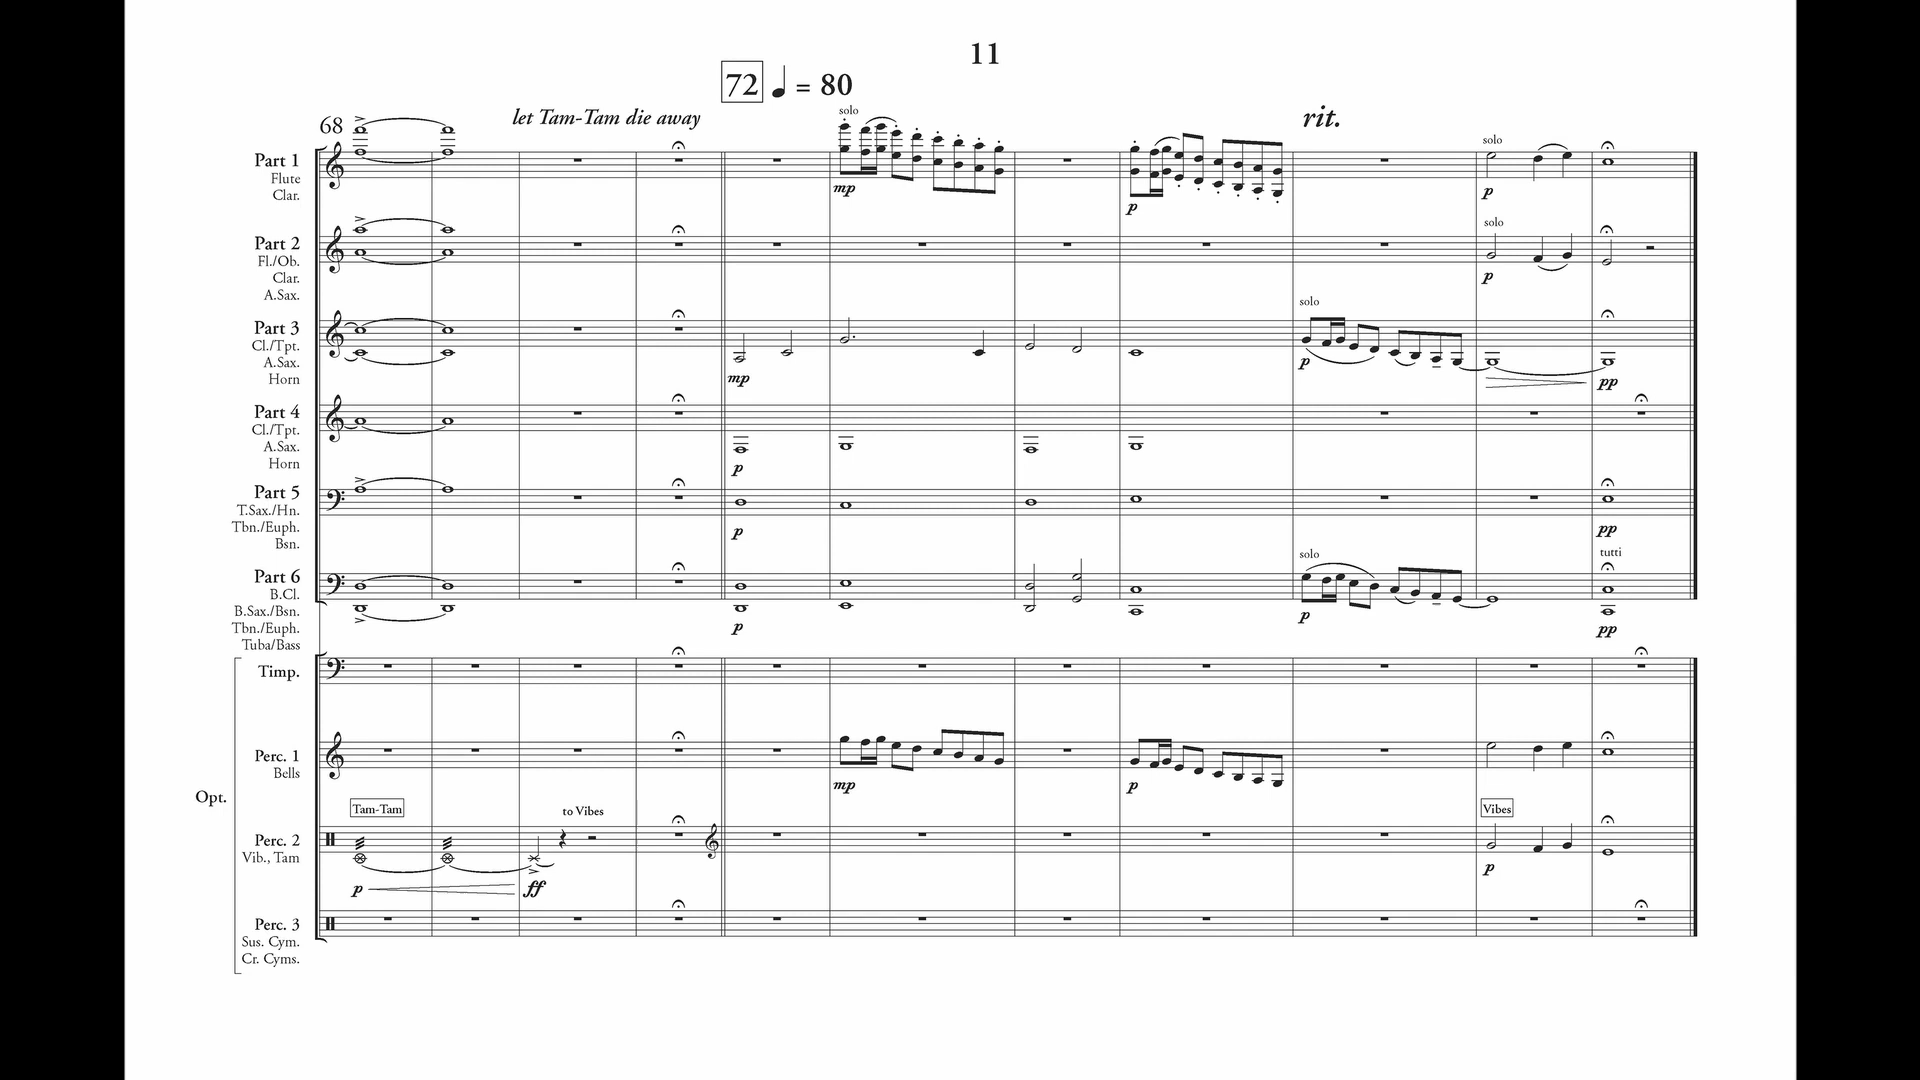 11
72 = 80
68
let Tam-Tam die away
rit.
solo
solo
Part 1
Flute
Clar.
mp
p
p
solo
Part 2
Fl./Ob.
Clar.
A.Sax.
p
solo
Part 3
Cl./Tpt.
A.Sax.
Horn
mp
p
pp
Part 4
Cl./Tpt.
A.Sax.
Horn
p
Part 5
T.Sax./Hn.
Tbn./Euph.
Bsn.
p
pp
solo
tutti
Part 6
B.Cl.
B.Sax./Bsn.
Tbn./Euph.
Tuba/Bass
p
p
pp
Timp.
Perc. 1
Bells
mp
p
Opt.
Tam-Tam
to Vibes
Vibes
Perc. 2
Vib., Tam
p
ff
p
Perc. 3
Sus. Cym.
Cr. Cyms.